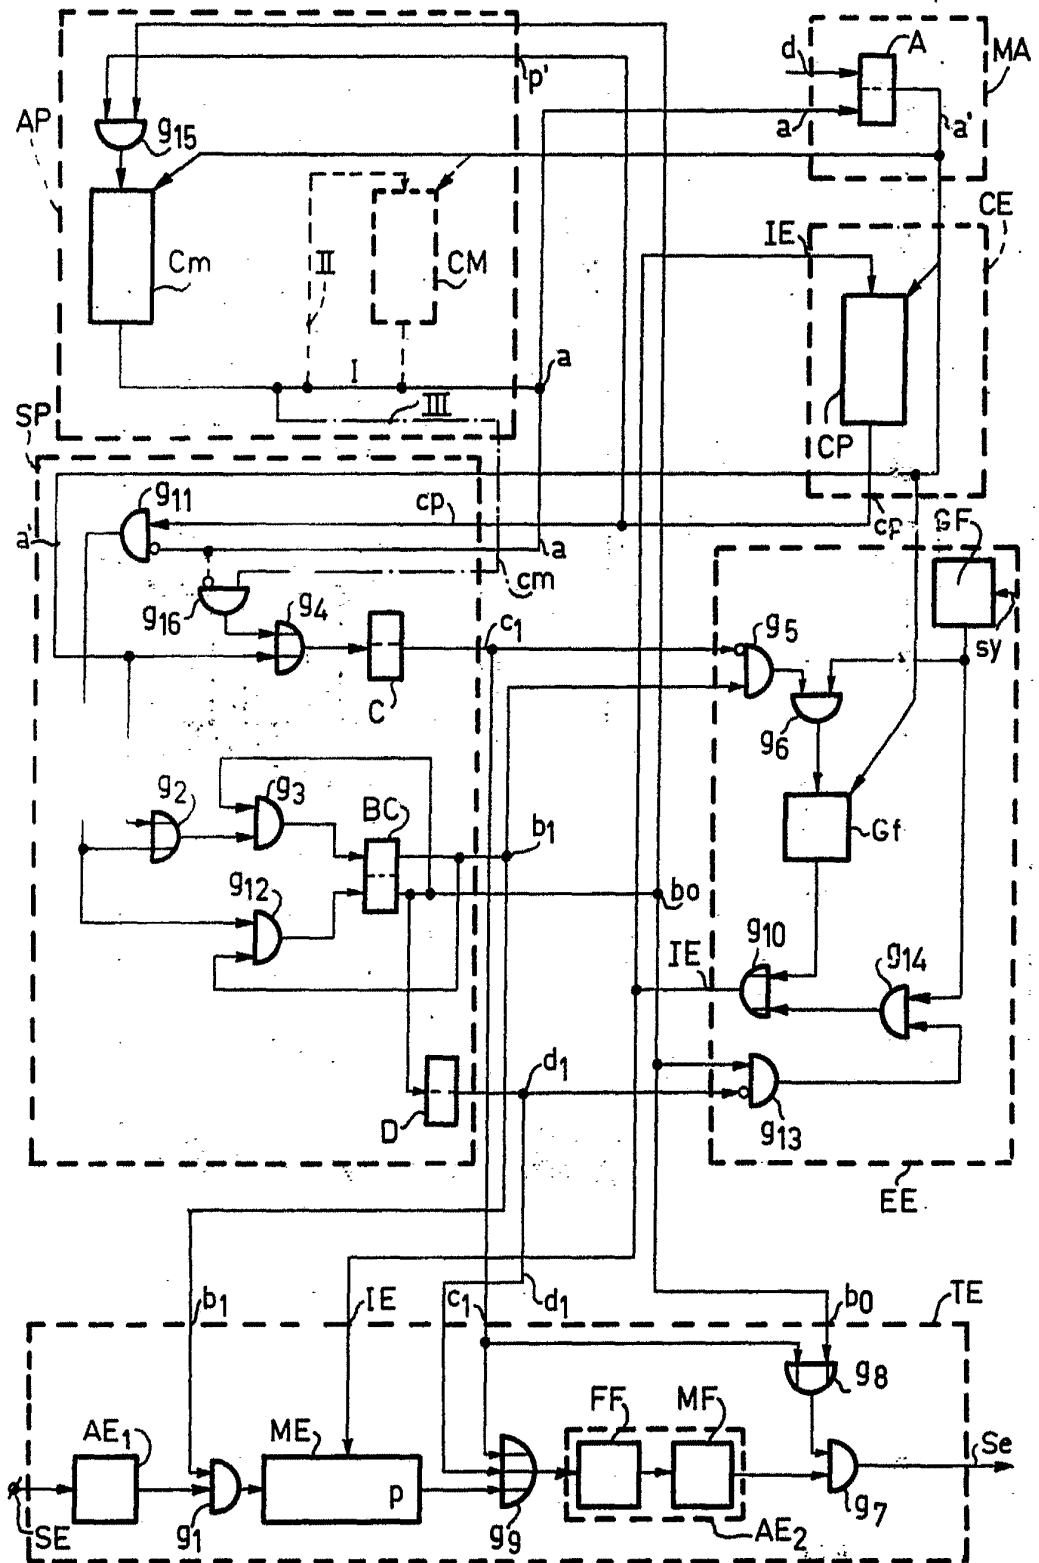 d
A
MA
p'
a
a'
AP
g15
Cm
II
CM
I
a
III
IE
CE
CP
SP
g11
cp
a
cp
GF
a'
cm
g16
g4
c1
g5
sy
C
g6
g2
g3
BC
b1
Gf
g12
b0
g10
IE
g14
d1
D
g13
EE
b1
IE
c1
d1
b0
TE
g8
FF
MF
AE1
ME
Se
p
SE
g1
g9
AE2
g7